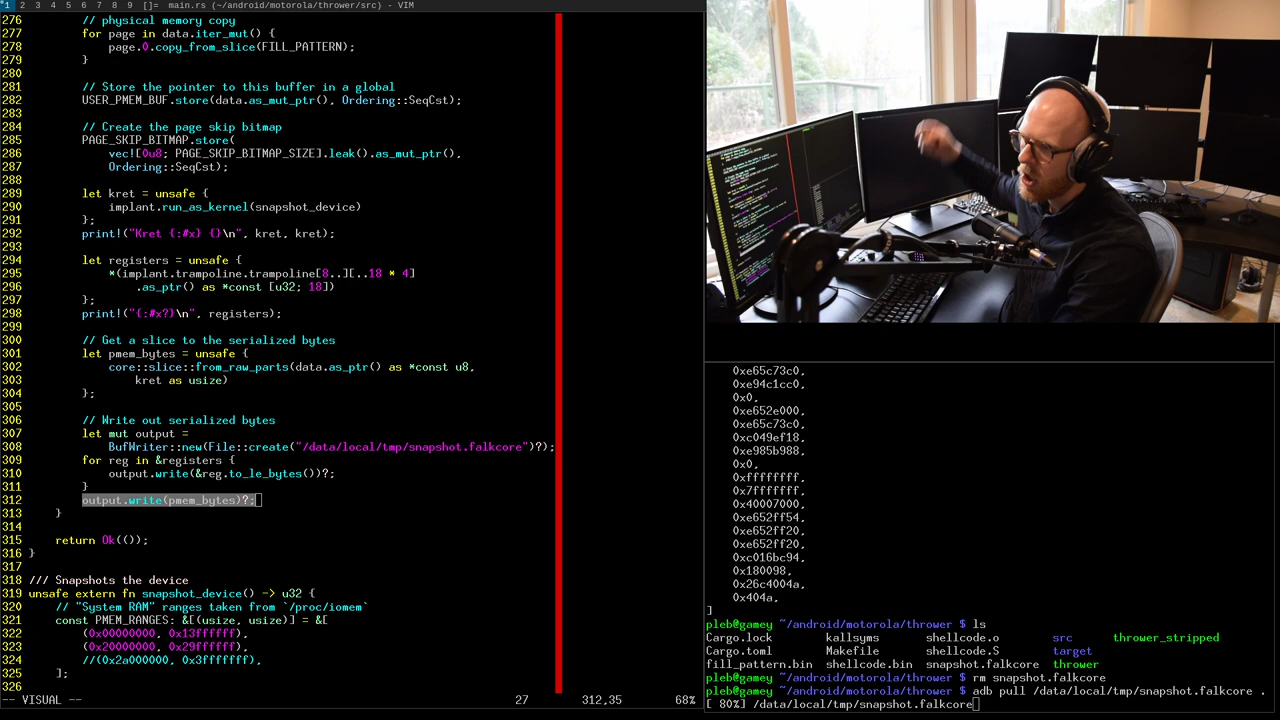 1 2 3 4 5 6 7 8 9 []= main.rs (~/android/motorola/thrower/src) - VIM
276 // physical memory copy
277 for page in data.iter_mut() {
278 page.0.copy_from_slice(FILL_PATTERN);
279 }
280
281 // Store the pointer to this buffer in a global
282 USER_PMEM_BUF.store(data.as_mut_ptr(), Ordering::SeqCst);
283
284 // Create the page skip bitmap
285 PAGE_SKIP_BITMAP.store(
286 vec![0u8; PAGE_SKIP_BITMAP_SIZE].leak().as_mut_ptr(),
287 Ordering::SeqCst);
288
289 let kret = unsafe {
290 implant.run_as_kernel(snapshot_device)
291 };
292 print!("Kret {:#x} {}\n", kret, kret);
293
294 let registers = unsafe {
295 *(implant.trampoline.trampoline[8..][..18 * 4]
296 .as_ptr() as *const [u32; 18])
297 };
298 print!("{:#x?}\n", registers);
299
300 // Get a slice to the serialized bytes
301 let pmem_bytes = unsafe {
302 core::slice::from_raw_parts(data.as_ptr() as *const u8,
303 kret as usize)
304 };
305
306 // Write out serialized bytes
307 let mut output =
308 BufWriter::new(File::create("/data/local/tmp/snapshot.falkcore")?);
309 for reg in &registers {
310 output.write(&reg.to_le_bytes())?;
311 }
312 output.write(pmem_bytes)?;
313 }
314
315 return Ok(());
316 }
317
318 /// Snapshots the device
319 unsafe extern fn snapshot_device() -> u32 {
320 // "System RAM" ranges taken from `/proc/iomem`
321 const PMEM_RANGES: &[(usize, usize)] = &[
322 (0x00000000, 0x13ffffff),
323 (0x20000000, 0x29ffffff),
324 //(0x2a000000, 0x3fffffff),
325 ];
326
-- VISUAL -- 27 312,35 68%
0xe65c73c0,
0xe94c1cc0,
0x0,
0xe652e000,
0xe65c73c0,
0xc049ef18,
0xe985b988,
0x0,
0xffffffff,
0x7fffffff,
0x40007000,
0xe652ff54,
0xe652ff20,
0xe652ff20,
0xc016bc94,
0x180098,
0x26c4004a,
0x404a,
]
pleb@gamey ~/android/motorola/thrower $ ls
Cargo.lock kallsyms shellcode.o src thrower_stripped
Cargo.toml Makefile shellcode.S target
fill_pattern.bin shellcode.bin snapshot.falkcore thrower
pleb@gamey ~/android/motorola/thrower $ rm snapshot.falkcore
pleb@gamey ~/android/motorola/thrower $ adb pull /data/local/tmp/snapshot.falkcore .
[ 80%] /data/local/tmp/snapshot.falkcore